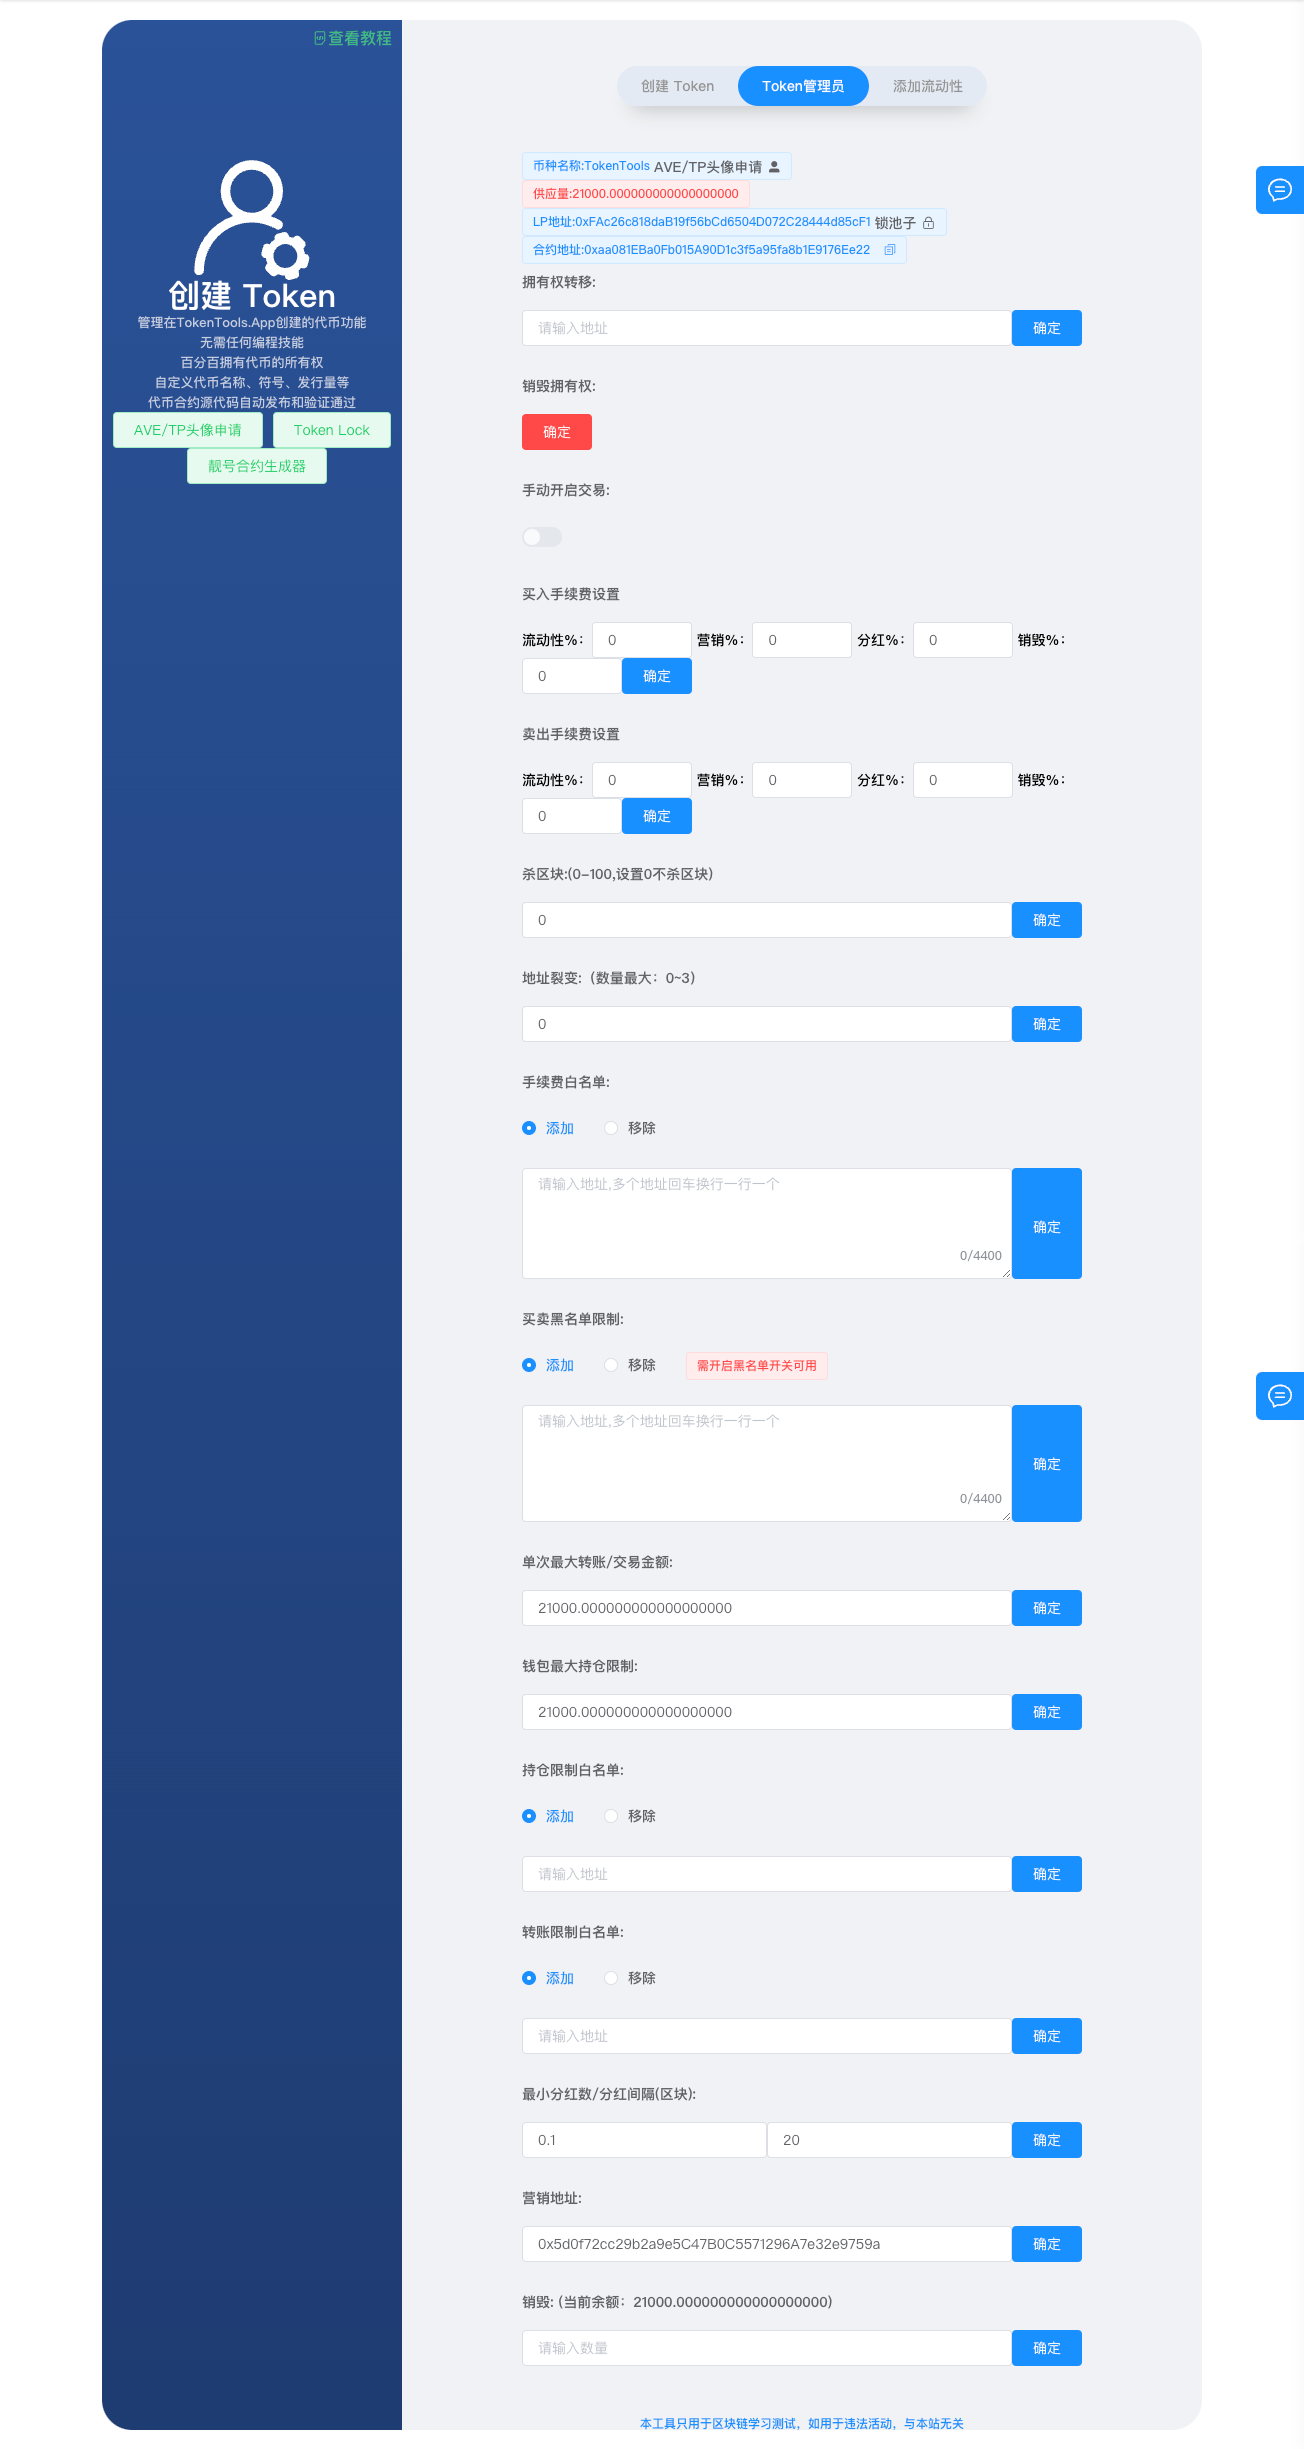 查看教程
创建 Token
管理在TokenTools.App创建的代币功能
无需任何编程技能
百分百拥有代币的所有权
自定义代币名称、符号、发行量等
代币合约源代码自动发布和验证通过
AVE/TP头像申请 Token Lock
靓号合约生成器
创建 Token Token管理员 添加流动性
币种名称:TokenTools AVE/TP头像申请
供应量:21000.000000000000000000
LP地址:0xFAc26c818daB19f56bCd6504D072C28444d85cF1 锁池子
合约地址:0xaa081EBa0Fb015A90D1c3f5a95fa8b1E9176Ee22
拥有权转移:
请输入地址 确定
销毁拥有权:
确定
手动开启交易:
买入手续费设置
流动性%: 0 营销%: 0 分红%: 0 销毁%:
0 确定
卖出手续费设置
流动性%: 0 营销%: 0 分红%: 0 销毁%:
0 确定
杀区块:(0-100,设置0不杀区块)
0 确定
地址裂变:（数量最大：0~3）
0 确定
手续费白名单:
添加 移除
请输入地址,多个地址回车换行一行一个
确定
0/4400
买卖黑名单限制:
添加 移除 需开启黑名单开关可用
请输入地址,多个地址回车换行一行一个
确定
0/4400
单次最大转账/交易金额:
21000.000000000000000000 确定
钱包最大持仓限制:
21000.000000000000000000 确定
持仓限制白名单:
添加 移除
请输入地址 确定
转账限制白名单:
添加 移除
请输入地址 确定
最小分红数/分红间隔(区块):
0.1 20 确定
营销地址:
0x5d0f72cc29b2a9e5C47B0C5571296A7e32e9759a 确定
销毁: (当前余额：21000.000000000000000000)
请输入数量 确定
本工具只用于区块链学习测试，如用于违法活动，与本站无关